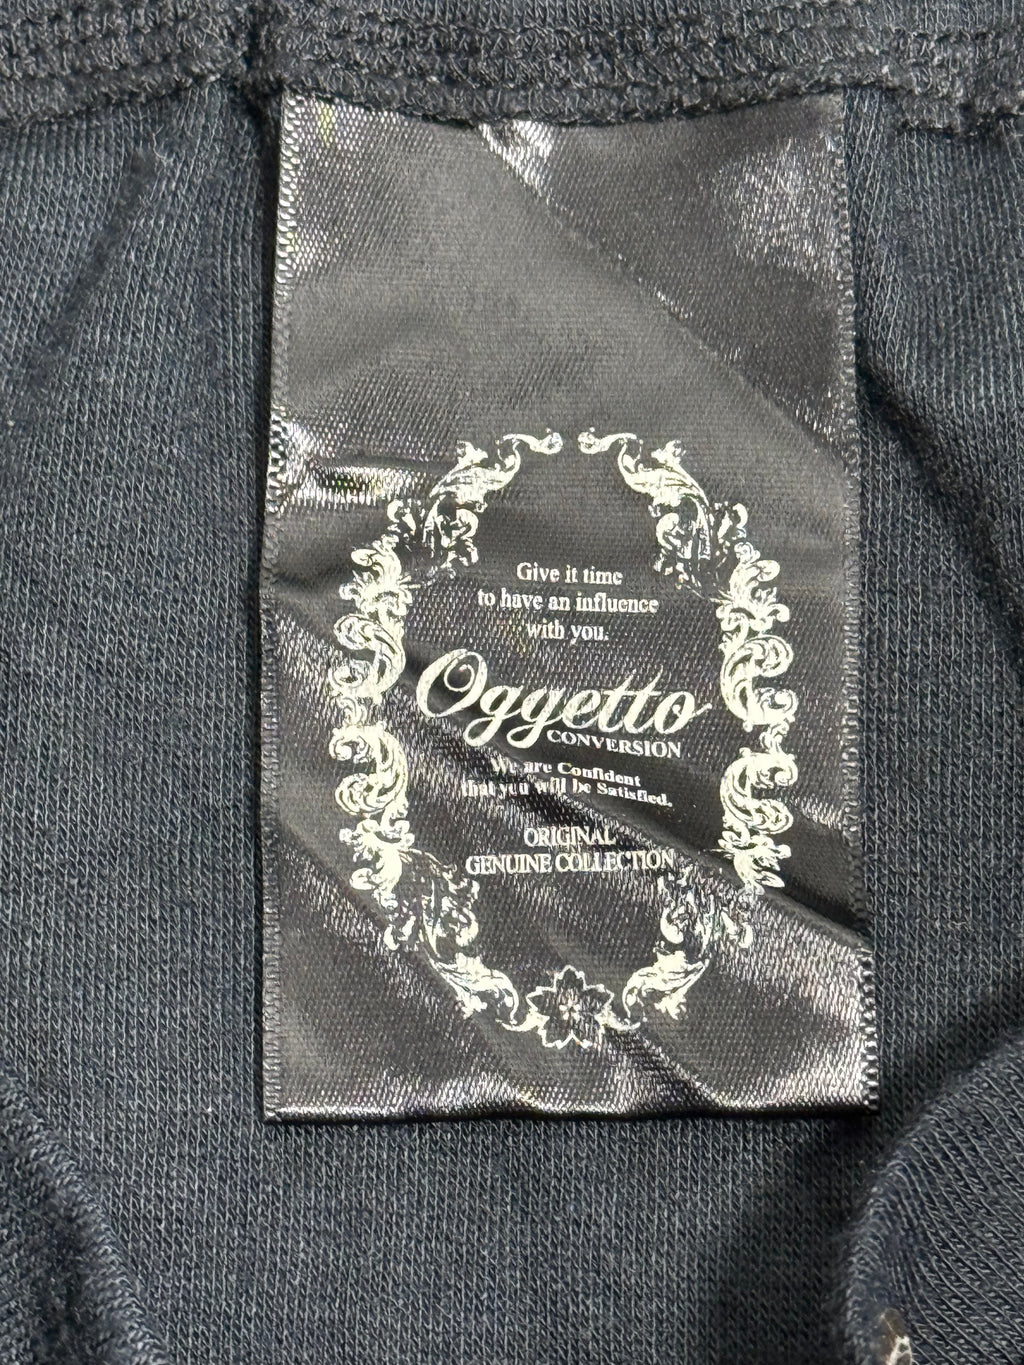 Give it time
to have an influence
with you.
Oggetto
CONVERSION
We are Confident
that you will be Satisfied.
ORIGINAL
GENUINE COLLECTION